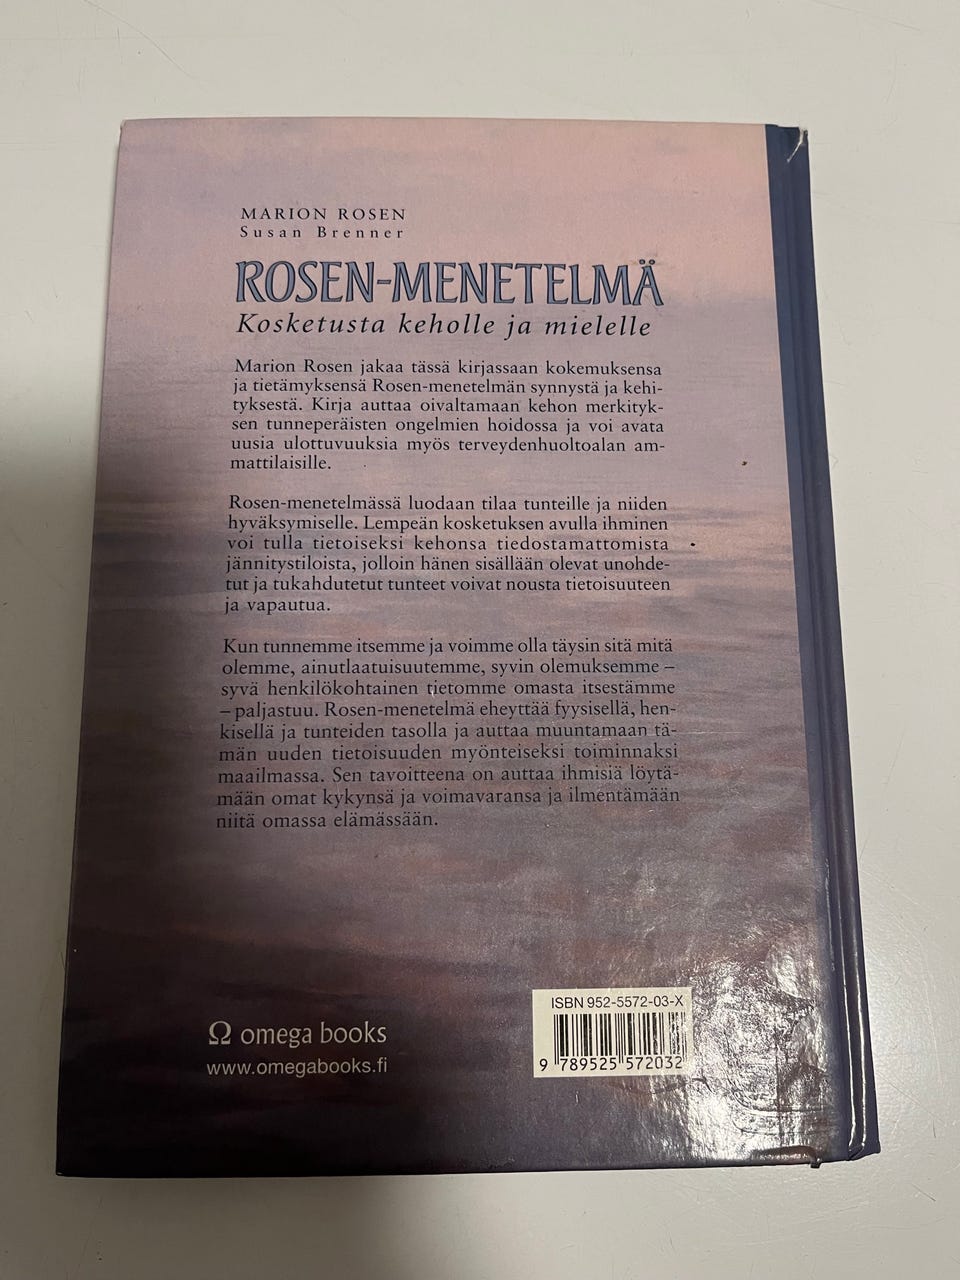 MARION ROSEN
Susan Brenner
ROSEN-MENETELMÄ
Kosketusta keholle ja mielelle
Marion Rosen jakaa tässä kirjassaan kokemuksensa
ja tietämyksensä Rosen-menetelmän synnystä ja kehi-
tyksestä. Kirja auttaa oivaltamaan kehon merkityk-
sen tunneperäisten ongelmien hoidossa ja voi avata
uusia ulottuvuuksia myös terveydenhuoltoalan am-
mattilaisille.
Rosen-menetelmässä luodaan tilaa tunteille ja niiden
hyväksymiselle. Lempeän kosketuksen avulla ihminen
voi tulla tietoiseksi kehonsa tiedostamattomista
jännitystiloista, jolloin hänen sisällään olevat unohde-
tut ja tukahdutetut tunteet voivat nousta tietoisuuteen
ja vapautua.
Kun tunnemme itsemme ja voimme olla täysin sitä mitä
olemme, ainutlaatuisuutemme, syvin olemuksemme –
syvä henkilökohtainen tietomme omasta itsestämme
– paljastuu. Rosen-menetelmä eheyttää fyysisellä, hen-
kisellä ja tunteiden tasolla ja auttaa muuntamaan tä-
män uuden tietoisuuden myönteiseksi toiminnaksi
maailmassa. Sen tavoitteena on auttaa ihmisiä löytä-
mään omat kykynsä ja voimavaransa ja ilmentämään
niitä omassa elämässään.
ISBN 952-5572-03-X
9 789525 572032
Ω omega books
www.omegabooks.fi